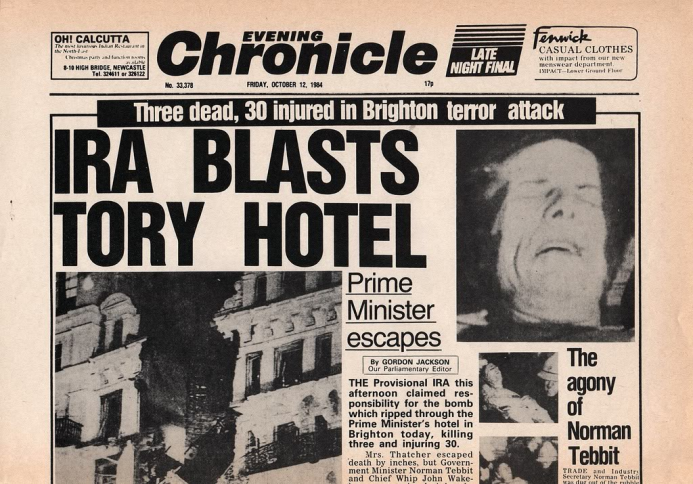 OH! CALCUTTA
The most luxurious Indian Restaurant in
the North-East
Christmas party and function rooms
available
8-10 HIGH BRIDGE, NEWCASTLE
Tel: 324611 or 326122
EVENING
Chronicle
LATE
NIGHT FINAL
Fenwick
CASUAL CLOTHES
with impact from our new
menswear department.
IMPACT—Lower Ground Floor
No. 33,378
FRIDAY, OCTOBER 12, 1984
17p
Three dead, 30 injured in Brighton terror attack
IRA BLASTS
TORY HOTEL
Prime
Minister
escapes
By GORDON JACKSON
Our Parliamentary Editor
THE Provisional IRA this
afternoon claimed res-
ponsibility for the bomb
which ripped through the
Prime Minister's hotel in
Brighton today, killing
three and injuring 30.
Mrs. Thatcher escaped
death by inches, but Govern-
ment Minister Norman Tebbit
and Chief Whip John Wake-
The
agony
of
Norman
Tebbit
TRADE and Industry
Secretary Norman Tebbit
was dug out of the rubble